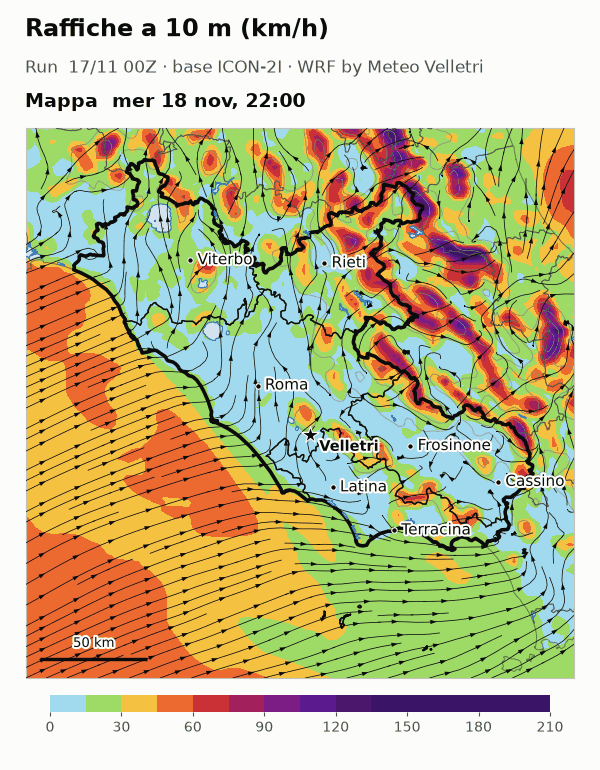 Raffiche a 10 m (km/h)
Run 17/11 00Z · base ICON-2I · WRF by Meteo Velletri
Mappa mer 18 nov, 22:00
Viterbo
Rieti
Roma
Velletri
Frosinone
Latina
Cassino
Terracina
50 km
0 30 60 90 120 150 180 210